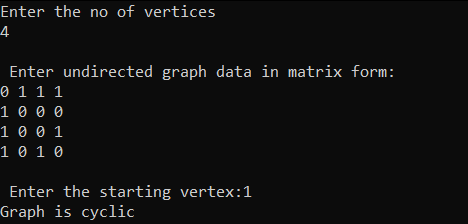 Enter the no of vertices
4
Enter undirected graph data in matrix form:
0 1 1 1
1 0 0 0
1 0 0 1
1 0 1 0
Enter the starting vertex:1
Graph is cyclic